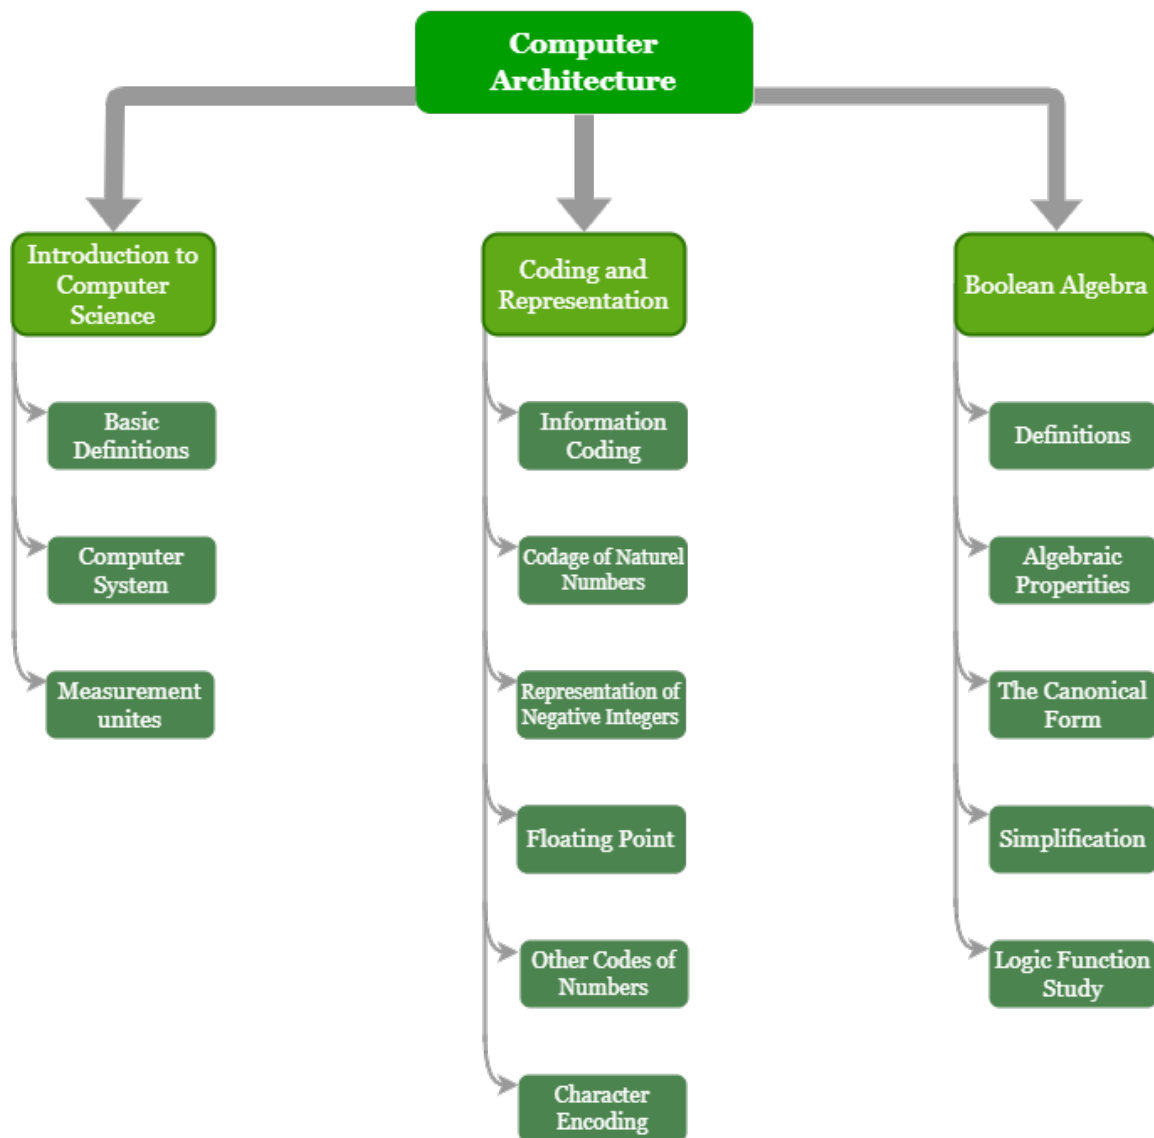 Computer
Architecture
Introduction to
Computer
Science
Coding and
Representation
Boolean Algebra
Basic
Definitions
Information
Coding
Definitions
Computer
System
Codage of Naturel
Numbers
Algebraic
Properities
Measurement
unites
Representation of
Negative Integers
The Canonical
Form
Floating Point
Simplification
Other Codes of
Numbers
Logic Function
Study
Character
Encoding